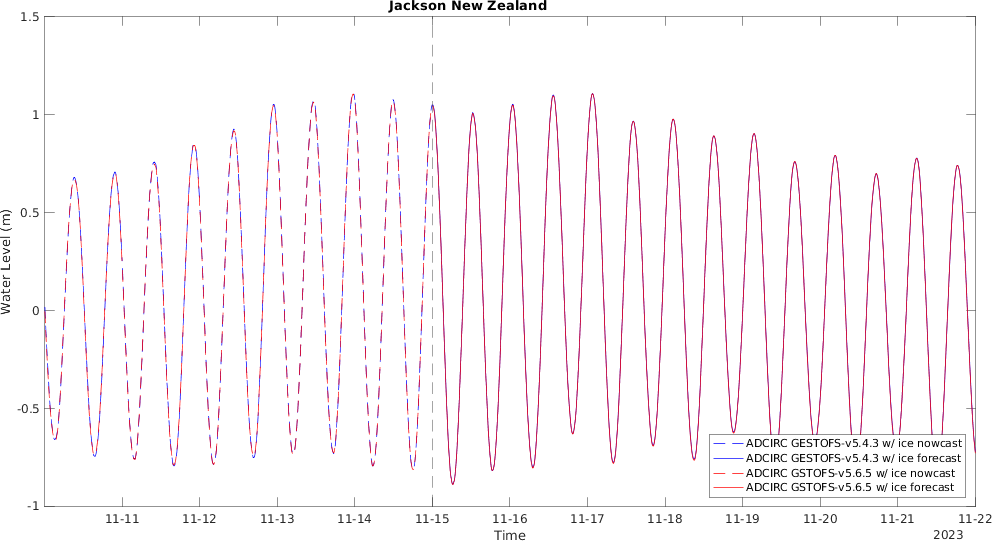 Jackson New Zealand
1.5
1
0.5
0
-0.5
-1
Water Level (m)
ADCIRC GESTOFS-v5.4.3 w/ ice nowcast
ADCIRC GESTOFS-v5.4.3 w/ ice forecast
ADCIRC GSTOFS-v5.6.5 w/ ice nowcast
ADCIRC GSTOFS-v5.6.5 w/ ice forecast
11-11 11-12 11-13 11-14 11-15 11-16 11-17 11-18 11-19 11-20 11-21 11-22
Time
2023